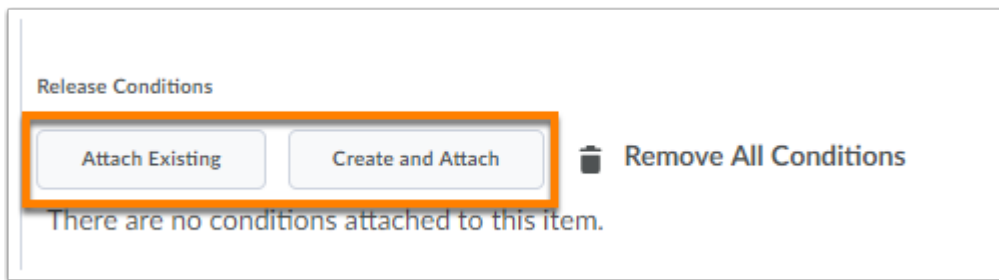 Release Conditions
Attach Existing Create and Attach Remove All Conditions
There are no conditions attached to this item.